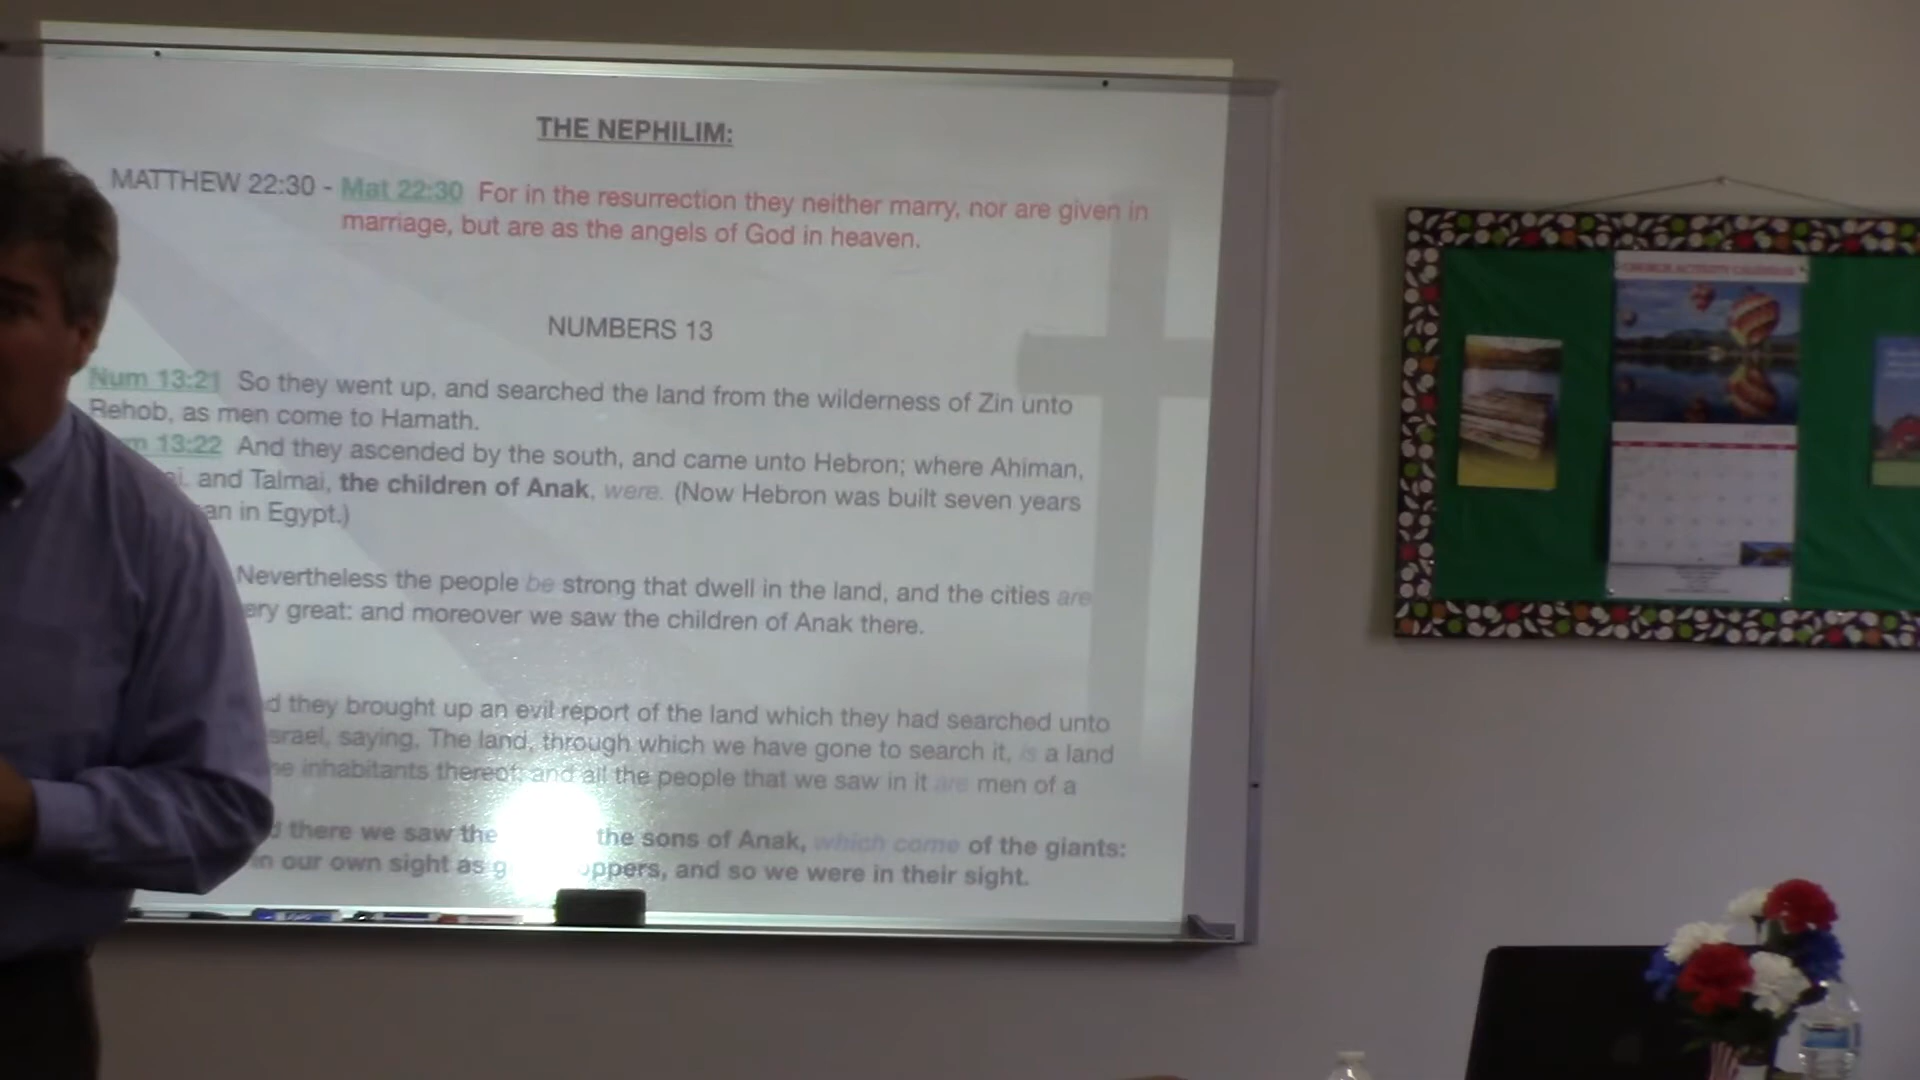 THE NEPHILIM:
MATTHEW 22:30 - Mat 22:30 For in the resurrection they neither marry, nor are given in
marriage, but are as the angels of God in heaven.
NUMBERS 13
Num 13:21 So they went up, and searched the land from the wilderness of Zin unto
Rehob, as men come to Hamath.
m 13:22 And they ascended by the south, and came unto Hebron; where Ahiman,
ai, and Talmai, the children of Anak, were. (Now Hebron was built seven years
an in Egypt.)
Nevertheless the people be strong that dwell in the land, and the cities are
ery great: and moreover we saw the children of Anak there.
d they brought up an evil report of the land which they had searched unto
srael, saying, The land, through which we have gone to search it, is a land
he inhabitants thereof; and all the people that we saw in it are men of a
d there we saw the the sons of Anak, which come of the giants:
in our own sight as g oppers, and so we were in their sight.
CHURCH ACTIVITY CALENDAR